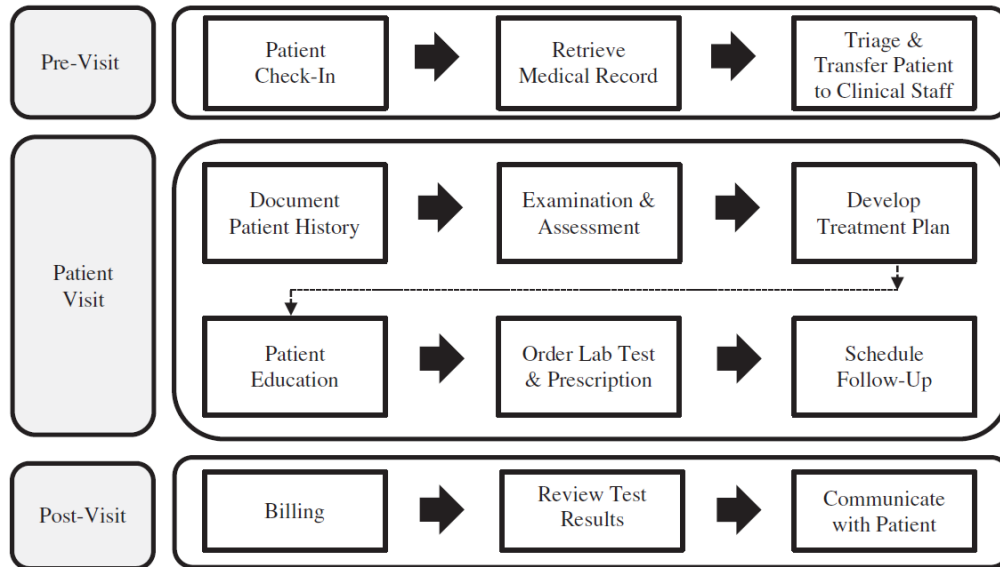 Pre-Visit
Patient
Check-In
Retrieve
Medical Record
Triage &
Transfer Patient
to Clinical Staff
Patient
Visit
Document
Patient History
Examination &
Assessment
Develop
Treatment Plan
Patient
Education
Order Lab Test
& Prescription
Schedule
Follow-Up
Post-Visit
Billing
Review Test
Results
Communicate
with Patient